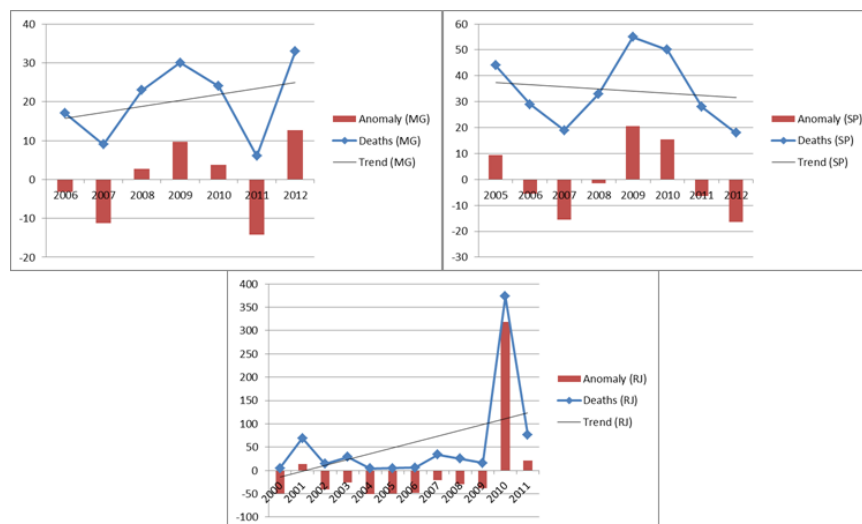 40
30
20
10
0
-10
-20
2006 2007 2008 2009 2010 2011 2012
Anomaly (MG)
Deaths (MG)
Trend (MG)
60
50
40
30
20
10
0
-10
-20
-30
2005 2006 2007 2008 2009 2010 2011 2012
Anomaly (SP)
Deaths (SP)
Trend (SP)
400
350
300
250
200
150
100
50
0
-50
-100
2000 2001 2002 2003 2004 2005 2006 2007 2008 2009 2010 2011
Anomaly (RJ)
Deaths (RJ)
Trend (RJ)